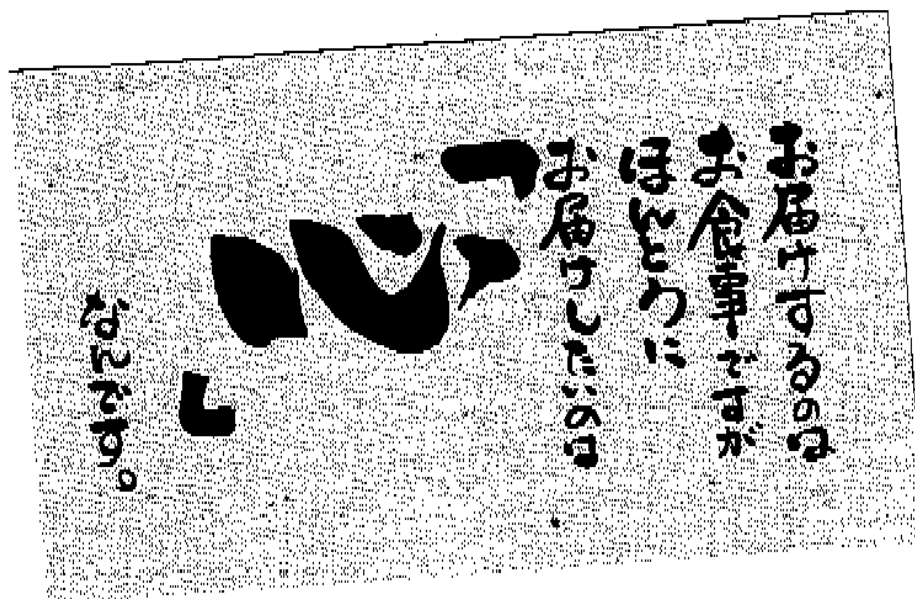 お届けするのは
お食事ですが
ほんとうに
お届けしたいのは
「心」
なんです。